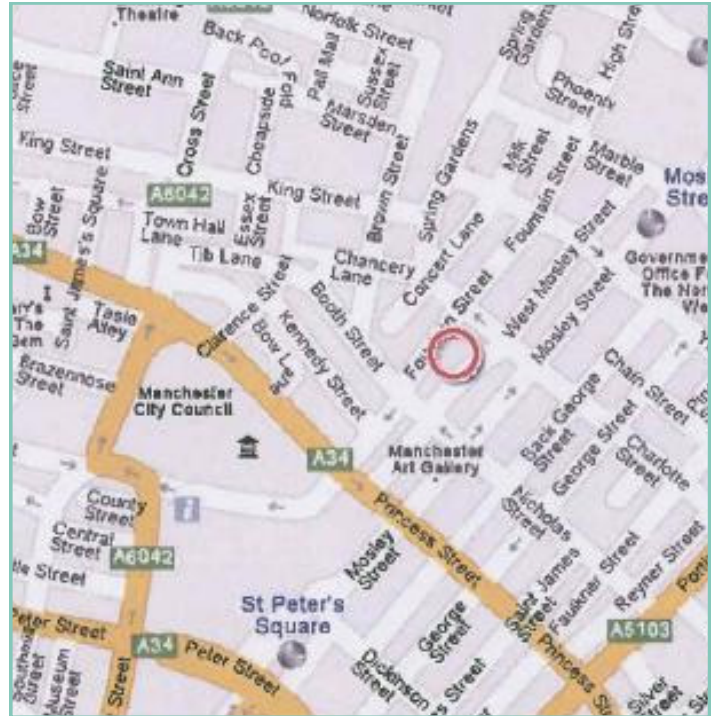 Theatre
Norfolk Street
Back Pool
Fold
Pall Mall
Sussex
Street
Spring
Gardens
High Street
Saint Ann
Street
Cross Street
Cheapside
Marsden
Street
Phoenix
Street
King Street
A6042
King Street
Essex
Street
Brown Street
Spring Gardens
Milk
Street
Fountain Street
Marble
Street
Bow
Street
Saint James's Square
Town Hall
Lane
Tib Lane
Chancery
Lane
Concert Lane
West Mosley Street
Mosley Street
A34
Tasle
Alley
Clarence Street
Booth Street
Kennedy Street
Bow
The
Brazennose
Street
Manchester
City Council
Back George
Street
George Street
Chain Street
Charlotte
Street
A34
Manchester
Art Gallery
Nicholas
Street
County
Street
Central
Street
i
A6042
Princess Street
Mosley
Street
James
Street
Faulkner Street
Reyner Street
Street
St Peter's
Square
George
Street
A5103
Peter Street
A34
Peter Street
Princess
Museum
Street
Street
Dickinson
Street
Silver
Street